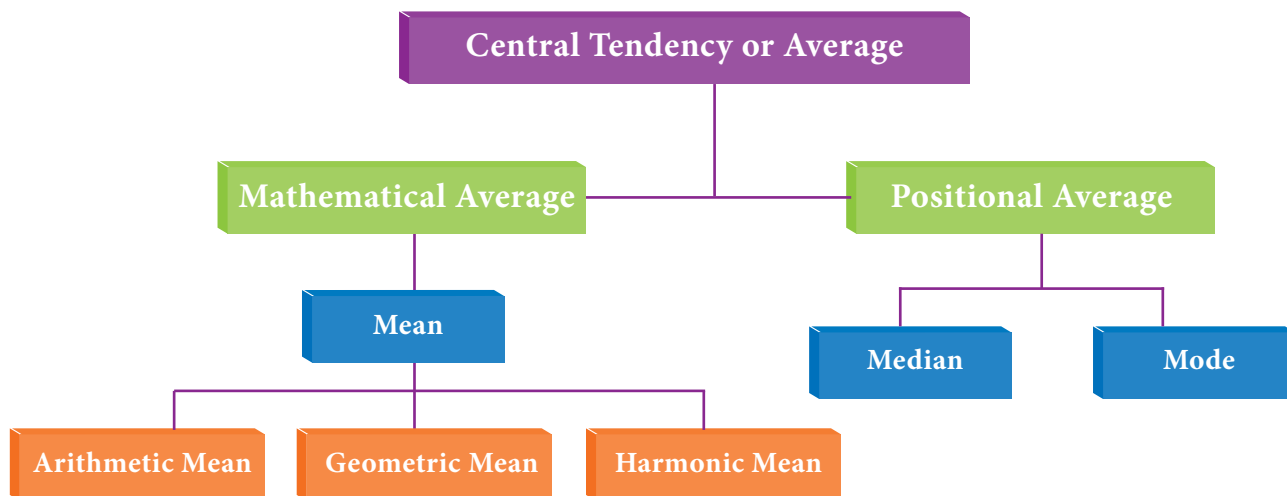 Central Tendency or Average
Mathematical Average
Positional Average
Mean
Median
Mode
Arithmetic Mean
Geometric Mean
Harmonic Mean